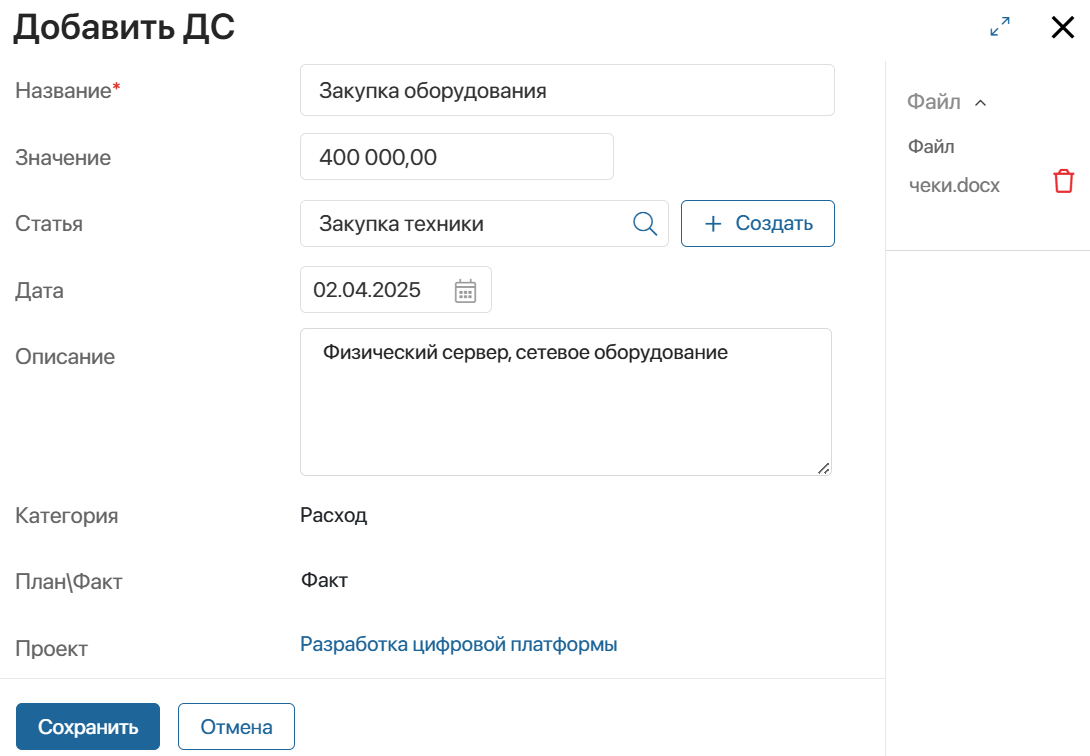 Добавить ДС
Название*
Закупка оборудования
Значение
400 000,00
Статья
Закупка техники
+ Создать
Дата
02.04.2025
Описание
Физический сервер, сетевое оборудование
Категория
Расход
План\Факт
Факт
Проект
Разработка цифровой платформы
Сохранить
Отмена
Файл
Файл
чеки.docx